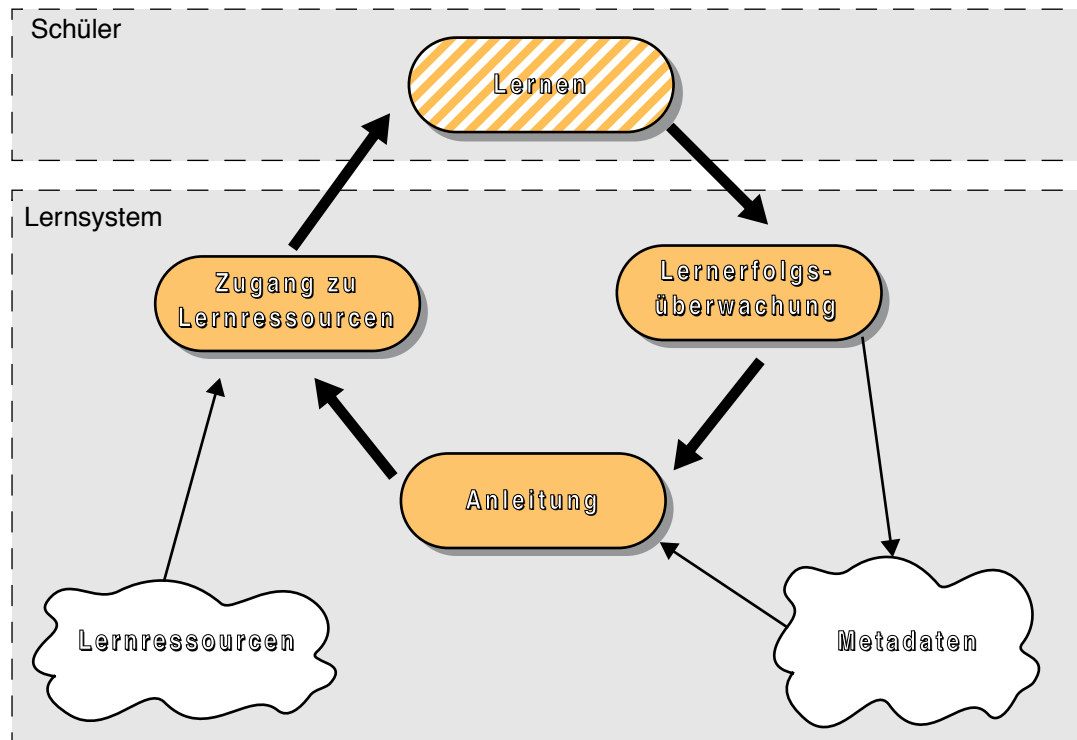 Schüler
Lernen
Lernsystem
Zugang zu
Lernressourcen
Lernerfolgs-
überwachung
Anleitung
Lernressourcen
Metadaten